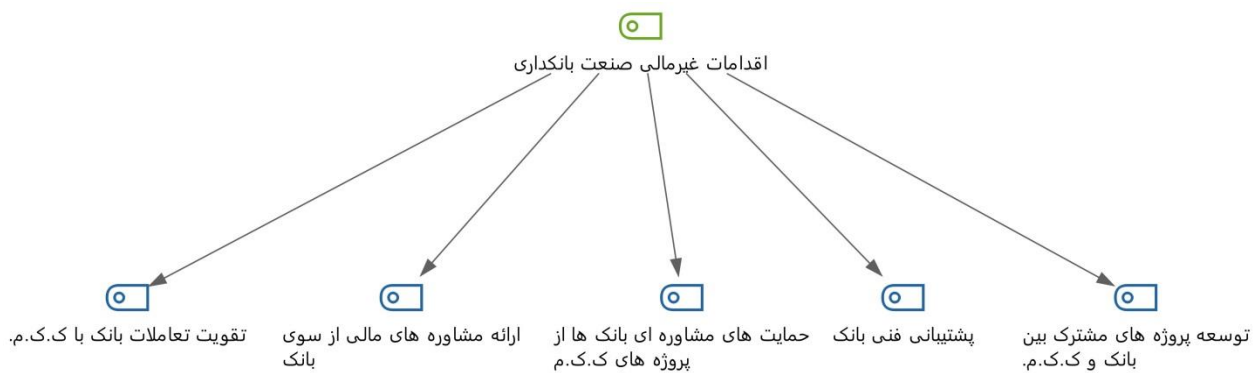 اقدامات غیرمالی صنعت بانکداری
توسعه پروژه های مشترک بین
بانک و ک.ک.م.
پشتیبانی فنی بانک
حمایت های مشاوره ای بانک ها از
پروژه های ک.ک.م
ارائه مشاوره های مالی از سوی
بانک
تقویت تعاملات بانک با ک.ک.م.